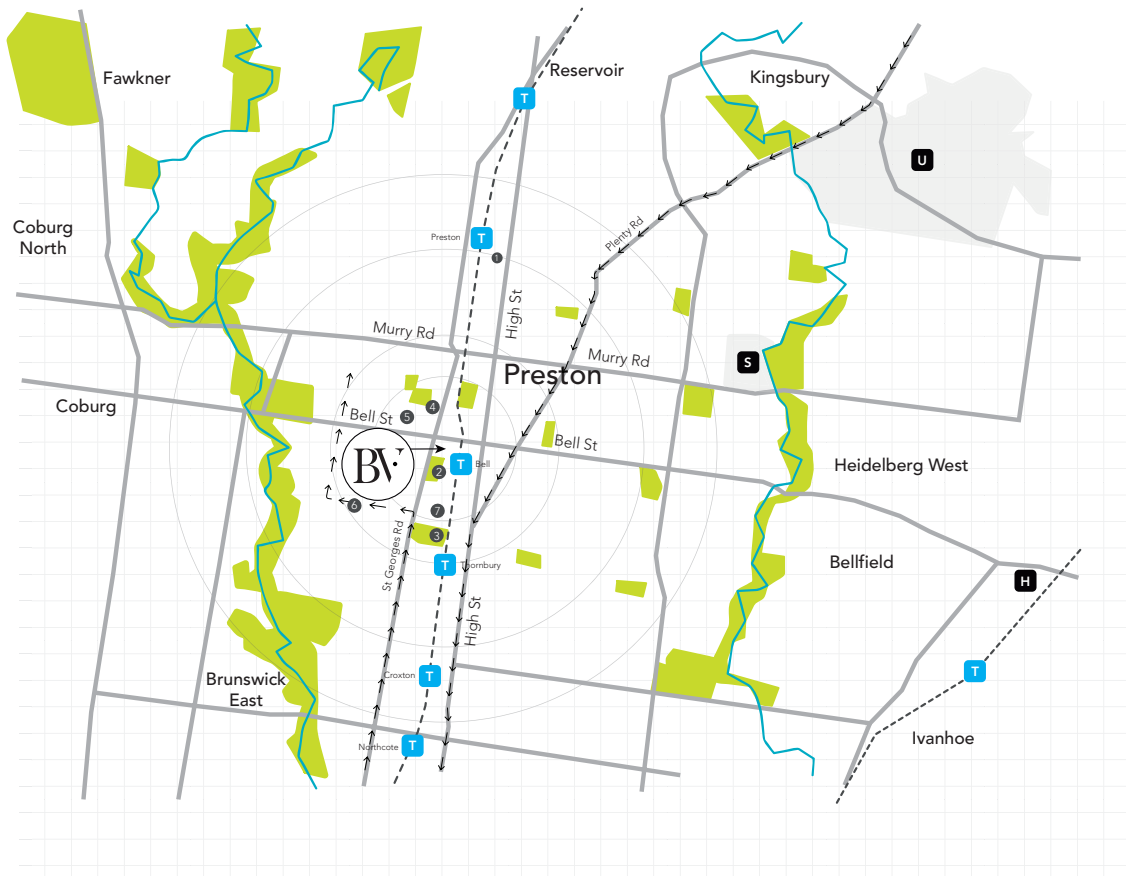 Reservoir
Fawkner
Kingsbury
T
U
Coburg
North
Plenty Rd
Preston
T
1
High St
Murry Rd
Murry Rd
S
Preston
Coburg
4
5
Bell St
Bell St
BV
T
Bell
2
Heidelberg West
6
7
3
St Georges Rd
T
Thornbury
Bellfield
H
High St
Croxton
T
T
Brunswick
East
Northcote
T
Ivanhoe